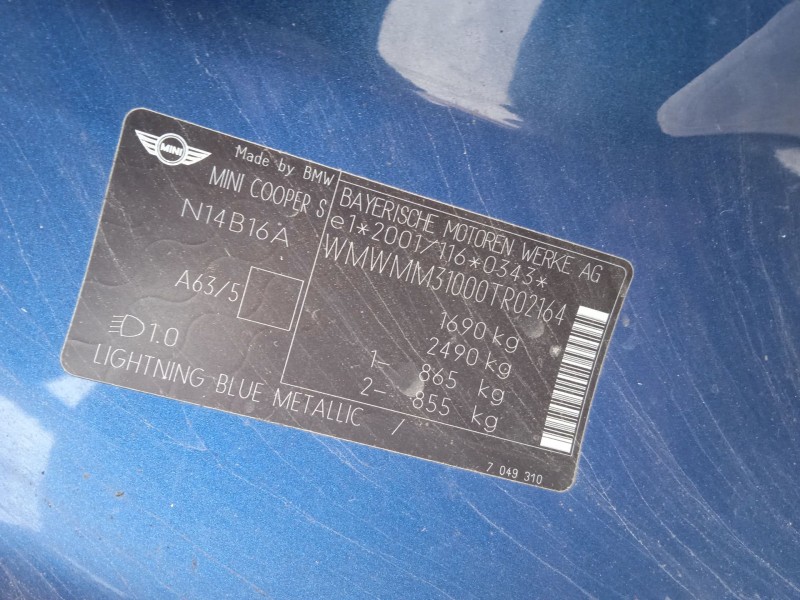 MINI
Made by BMW
MINI COOPER S
N14B16A
A63/5
1.0
LIGHTNING BLUE METALLIC /
BAYERISCHE MOTOREN WERKE AG
e1*2001/116*0343*
WMWMM31000TR02164
1690 kg
2490 kg
1- 865 kg
2- 855 kg
7 049 310